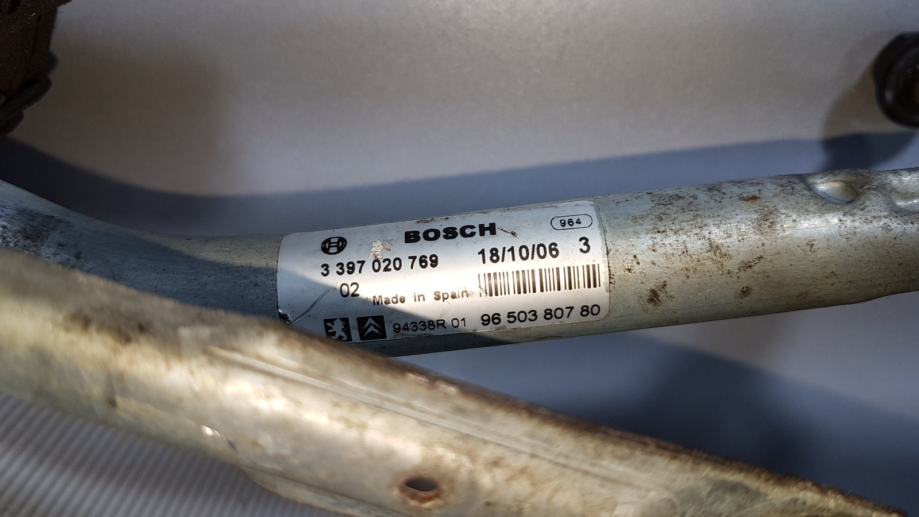 964
BOSCH
3 397 020 769 18/10/06 3
02 Made in Spain
94338R 01 96 503 807 80